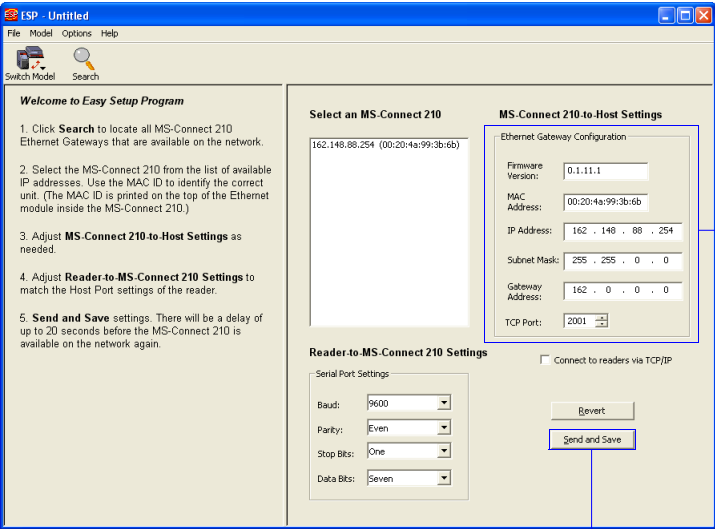 ESP - Untitled
File Model Options Help
Switch Model Search
Welcome to Easy Setup Program
1. Click Search to locate all MS-Connect 210
Ethernet Gateways that are available on the network.
2. Select the MS-Connect 210 from the list of available
IP addresses. Use the MAC ID to identify the correct
unit. (The MAC ID is printed on the top of the Ethernet
module inside the MS-Connect 210.)
3. Adjust MS-Connect 210-to-Host Settings as
needed.
4. Adjust Reader-to-MS-Connect 210 Settings to
match the Host Port settings of the reader.
5. Send and Save settings. There will be a delay of
up to 20 seconds before the MS-Connect 210 is
available on the network again.
Select an MS-Connect 210
162.148.88.254 (00:20:4a:99:3b:6b)
MS-Connect 210-to-Host Settings
Ethernet Gateway Configuration
Firmware
Version: 0.1.11.1
MAC
Address: 00:20:4a:99:3b:6b
IP Address: 162 . 148 . 88 . 254
Subnet Mask: 255 . 255 . 0 . 0
Gateway
Address: 162 . 0 . 0 . 0
TCP Port: 2001
Reader-to-MS-Connect 210 Settings
Serial Port Settings
Baud: 9600
Parity: Even
Stop Bits: One
Data Bits: Seven
Connect to readers via TCP/IP
Revert
Send and Save